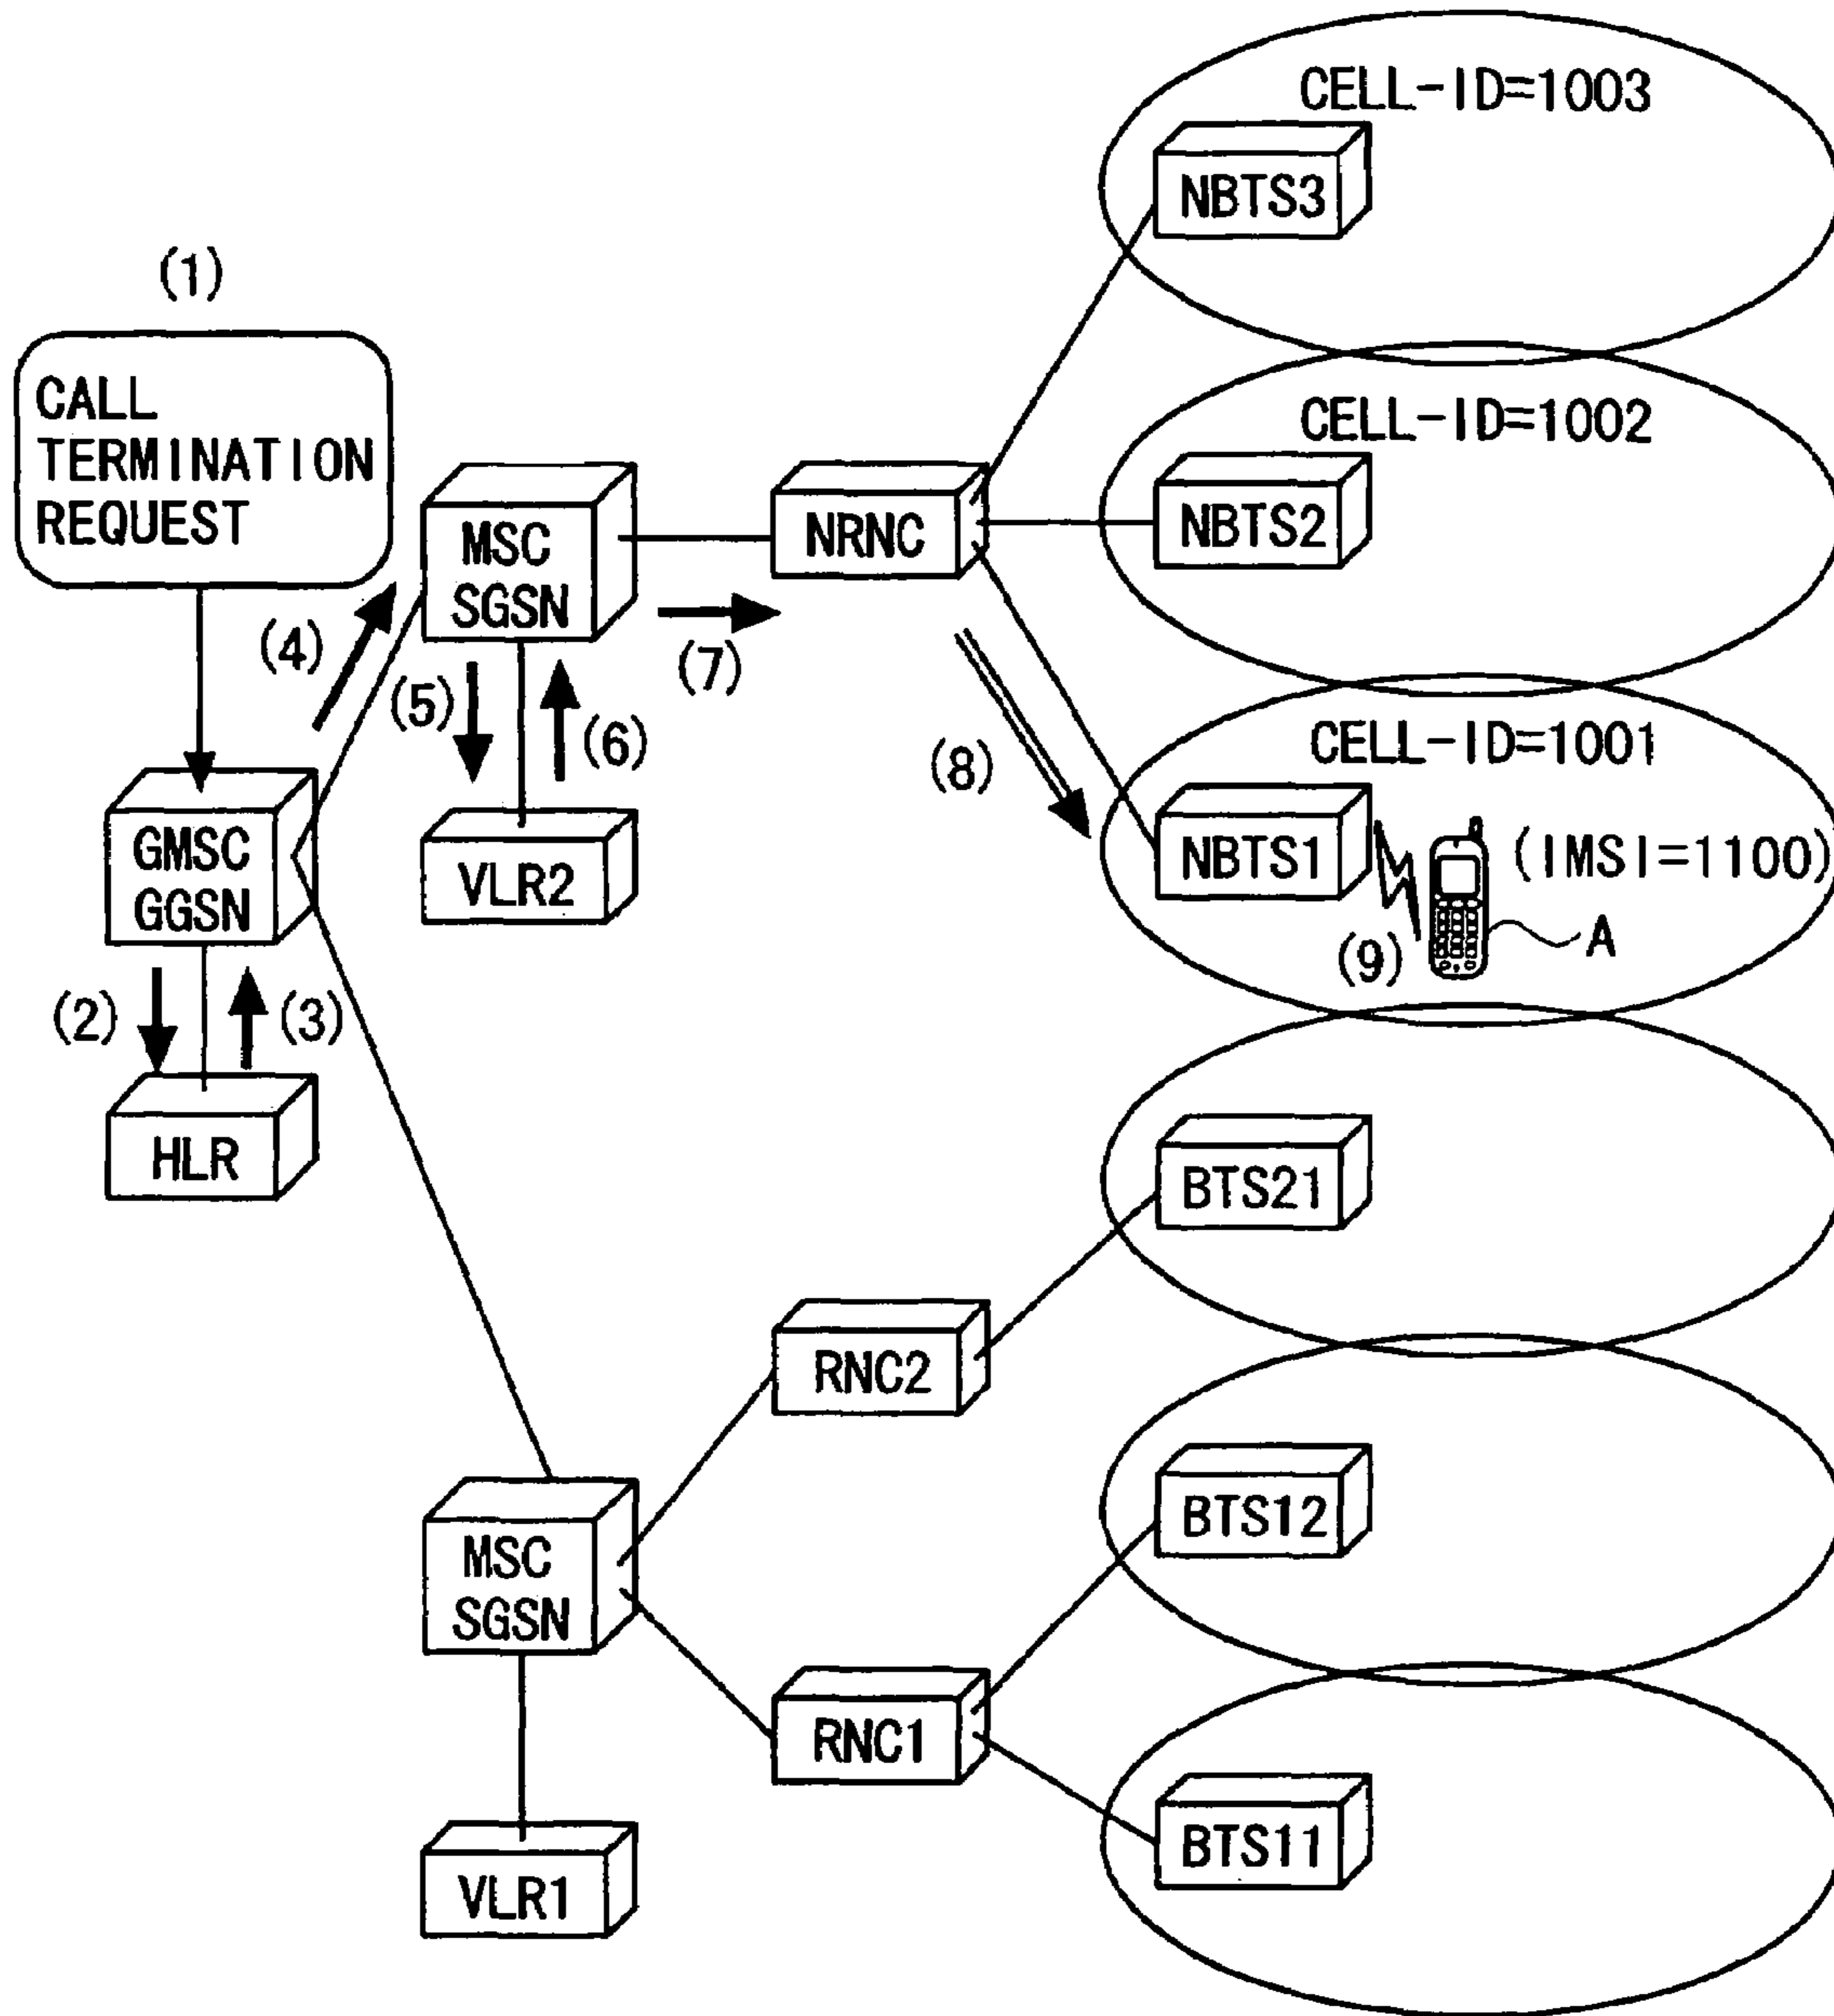 CELL-ID=1003
NBTS3
(1)
CALL
TERMINATION
REQUEST
CELL-ID=1002
MSC
SGSN
NRNC
NBTS2
(4)
(5)
(6)
(7)
(8)
CELL-ID=1001
GMSC
GGSN
VLR2
NBTS1
(IMSI=1100)
(9)
A
(2)
(3)
HLR
BTS21
RNC2
MSC
SGSN
BTS12
RNC1
VLR1
BTS11